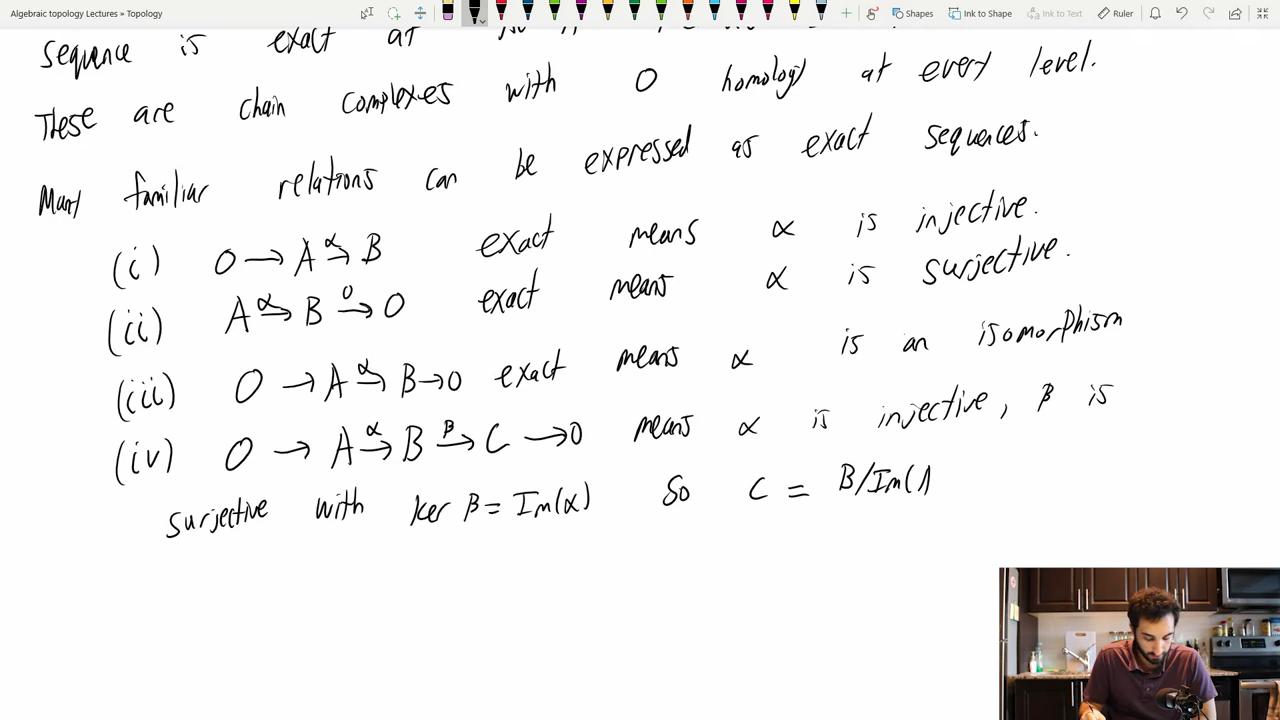 Algebraic topology Lectures » Topology
Shapes Ink to Shape Ink to Text Ruler
sequence is exact at
These are chain complexes with 0 homology at every level.
Many familiar relations can be expressed as exact sequences.
(i) 0 → A α→ B exact means α is injective.
(ii) A α→ B 0→ 0 exact means α is surjective.
(iii) 0 → A α→ B → 0 exact means α is an isomorphism
(iv) 0 → A α→ B β→ C → 0 means α is injective, β is
surjective with ker β = Im(α) So C = B/Im(